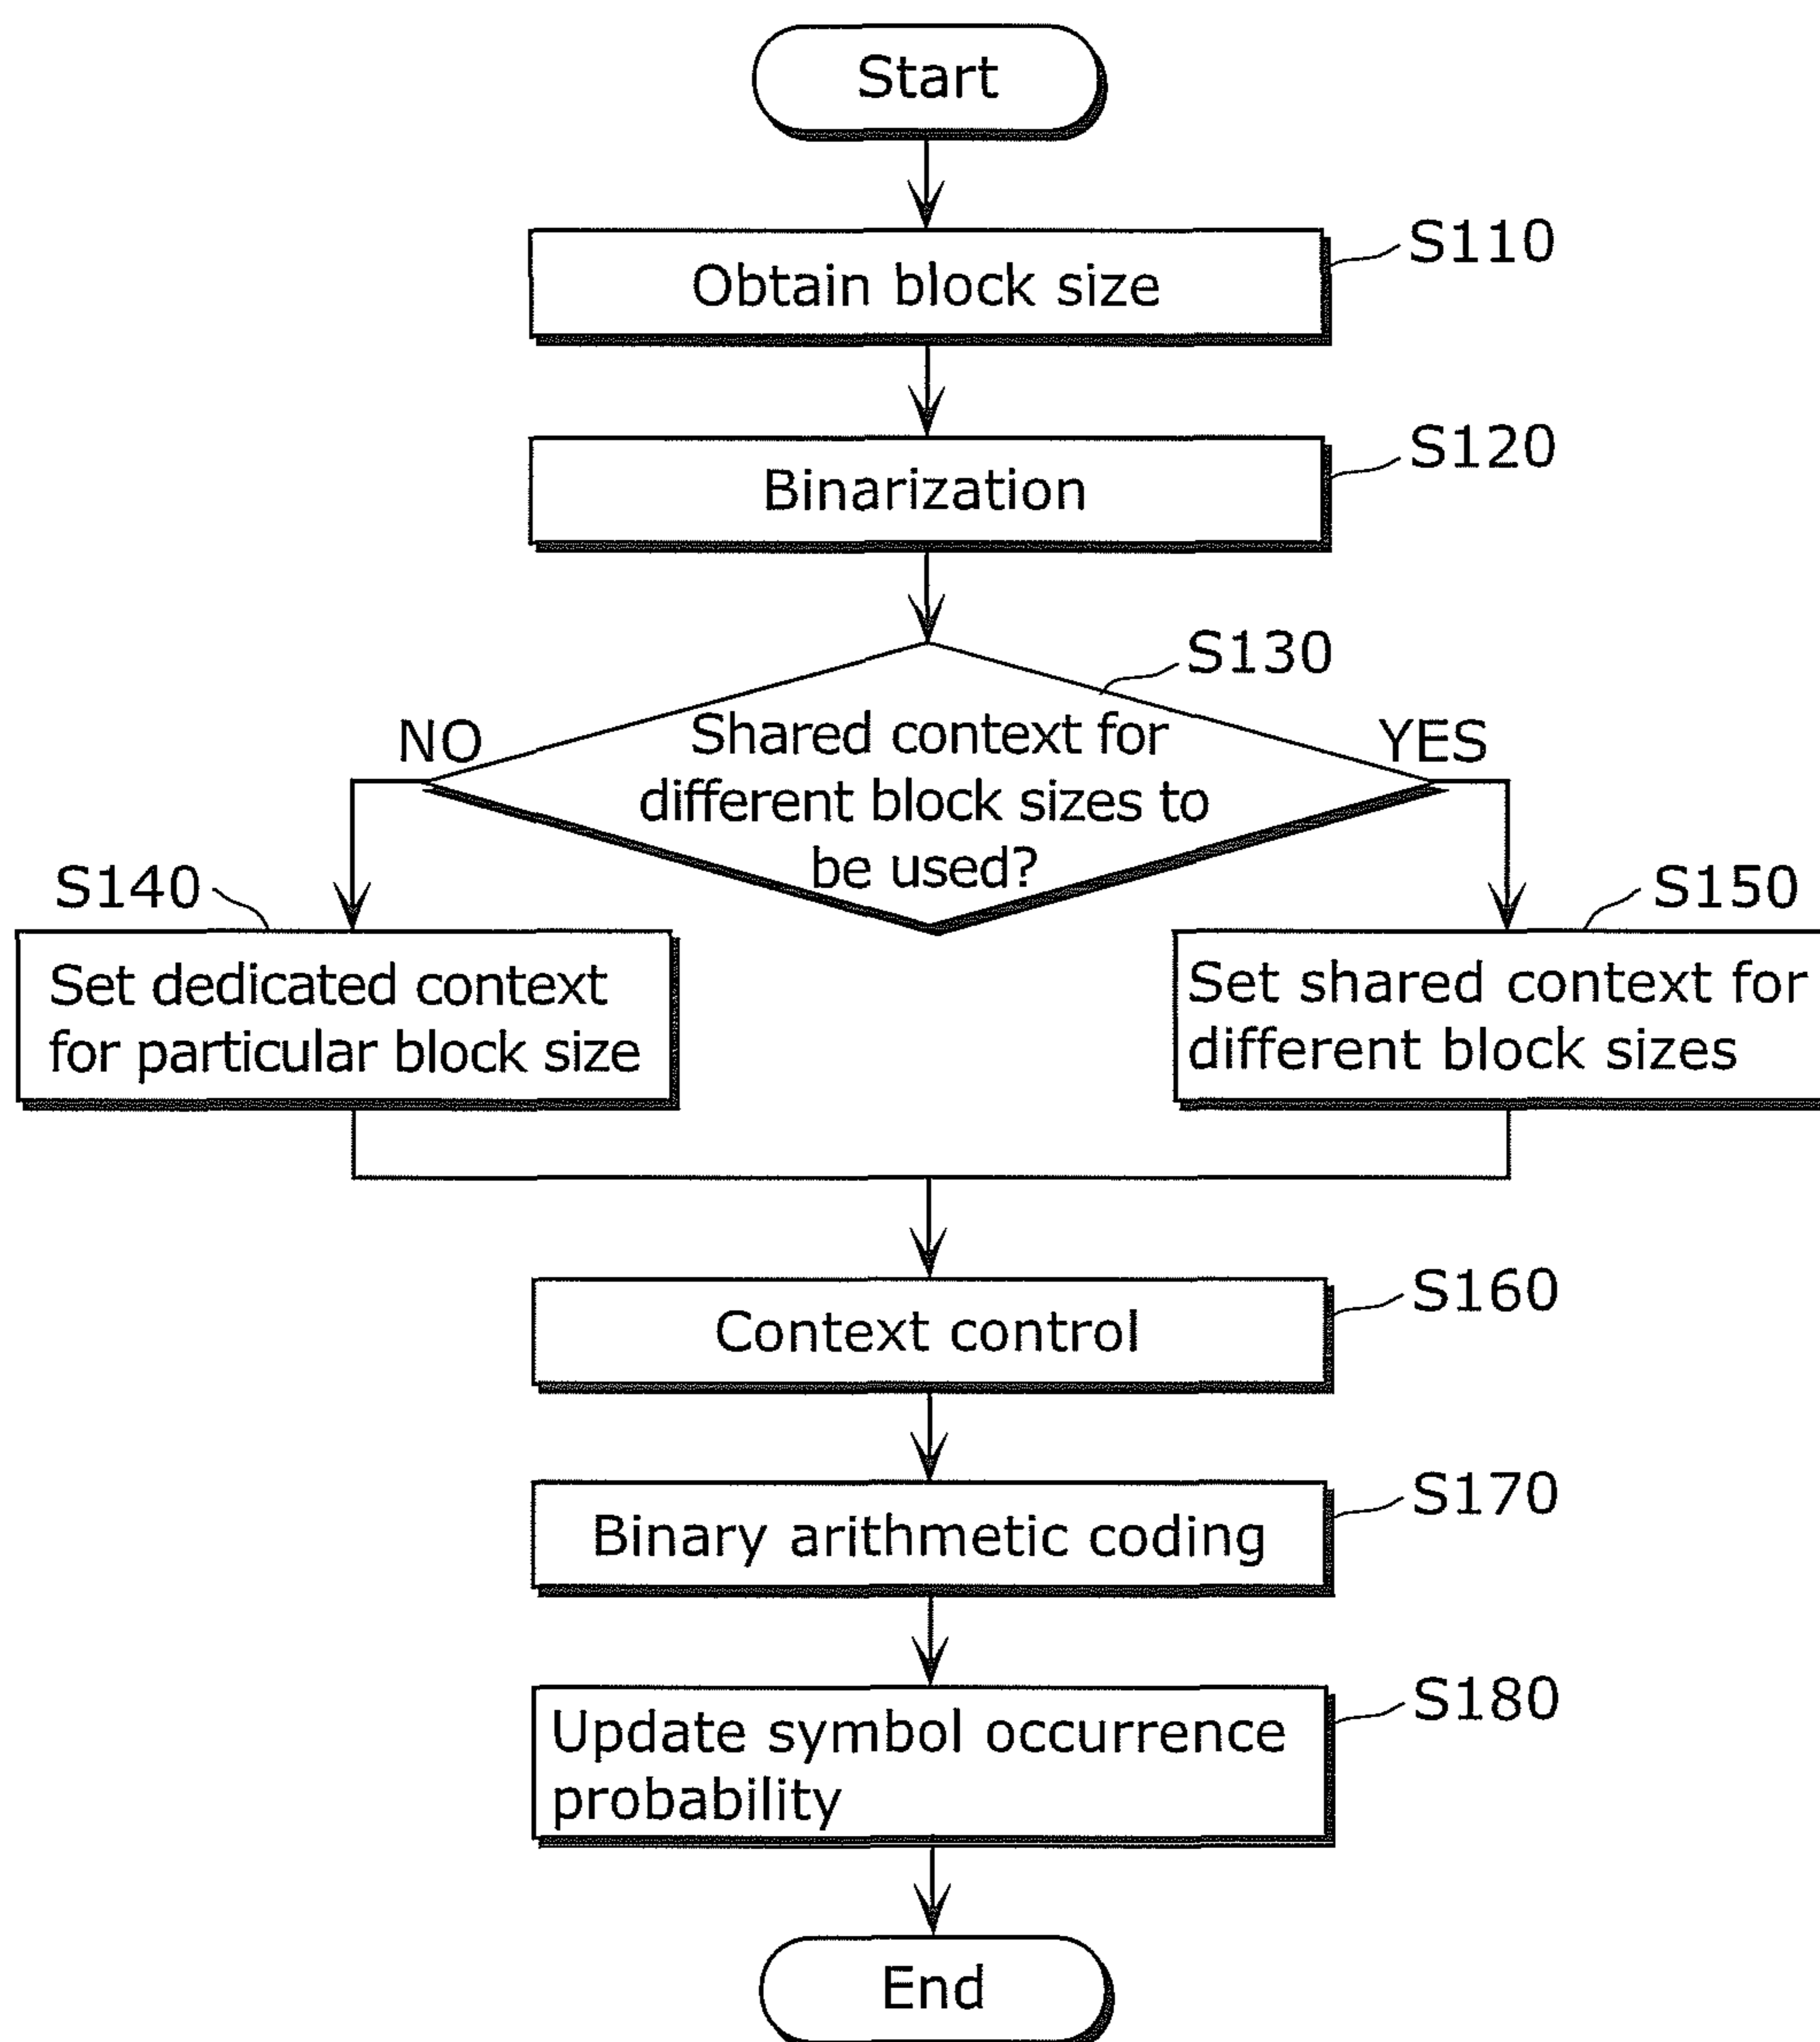 Start
S110
Obtain block size
S120
Binarization
S130
NO
Shared context for
YES
different block sizes to
be used?
S140
S150
Set dedicated context
for particular block size
Set shared context for
different block sizes
S160
Context control
S170
Binary arithmetic coding
S180
Update symbol occurrence
probability
End